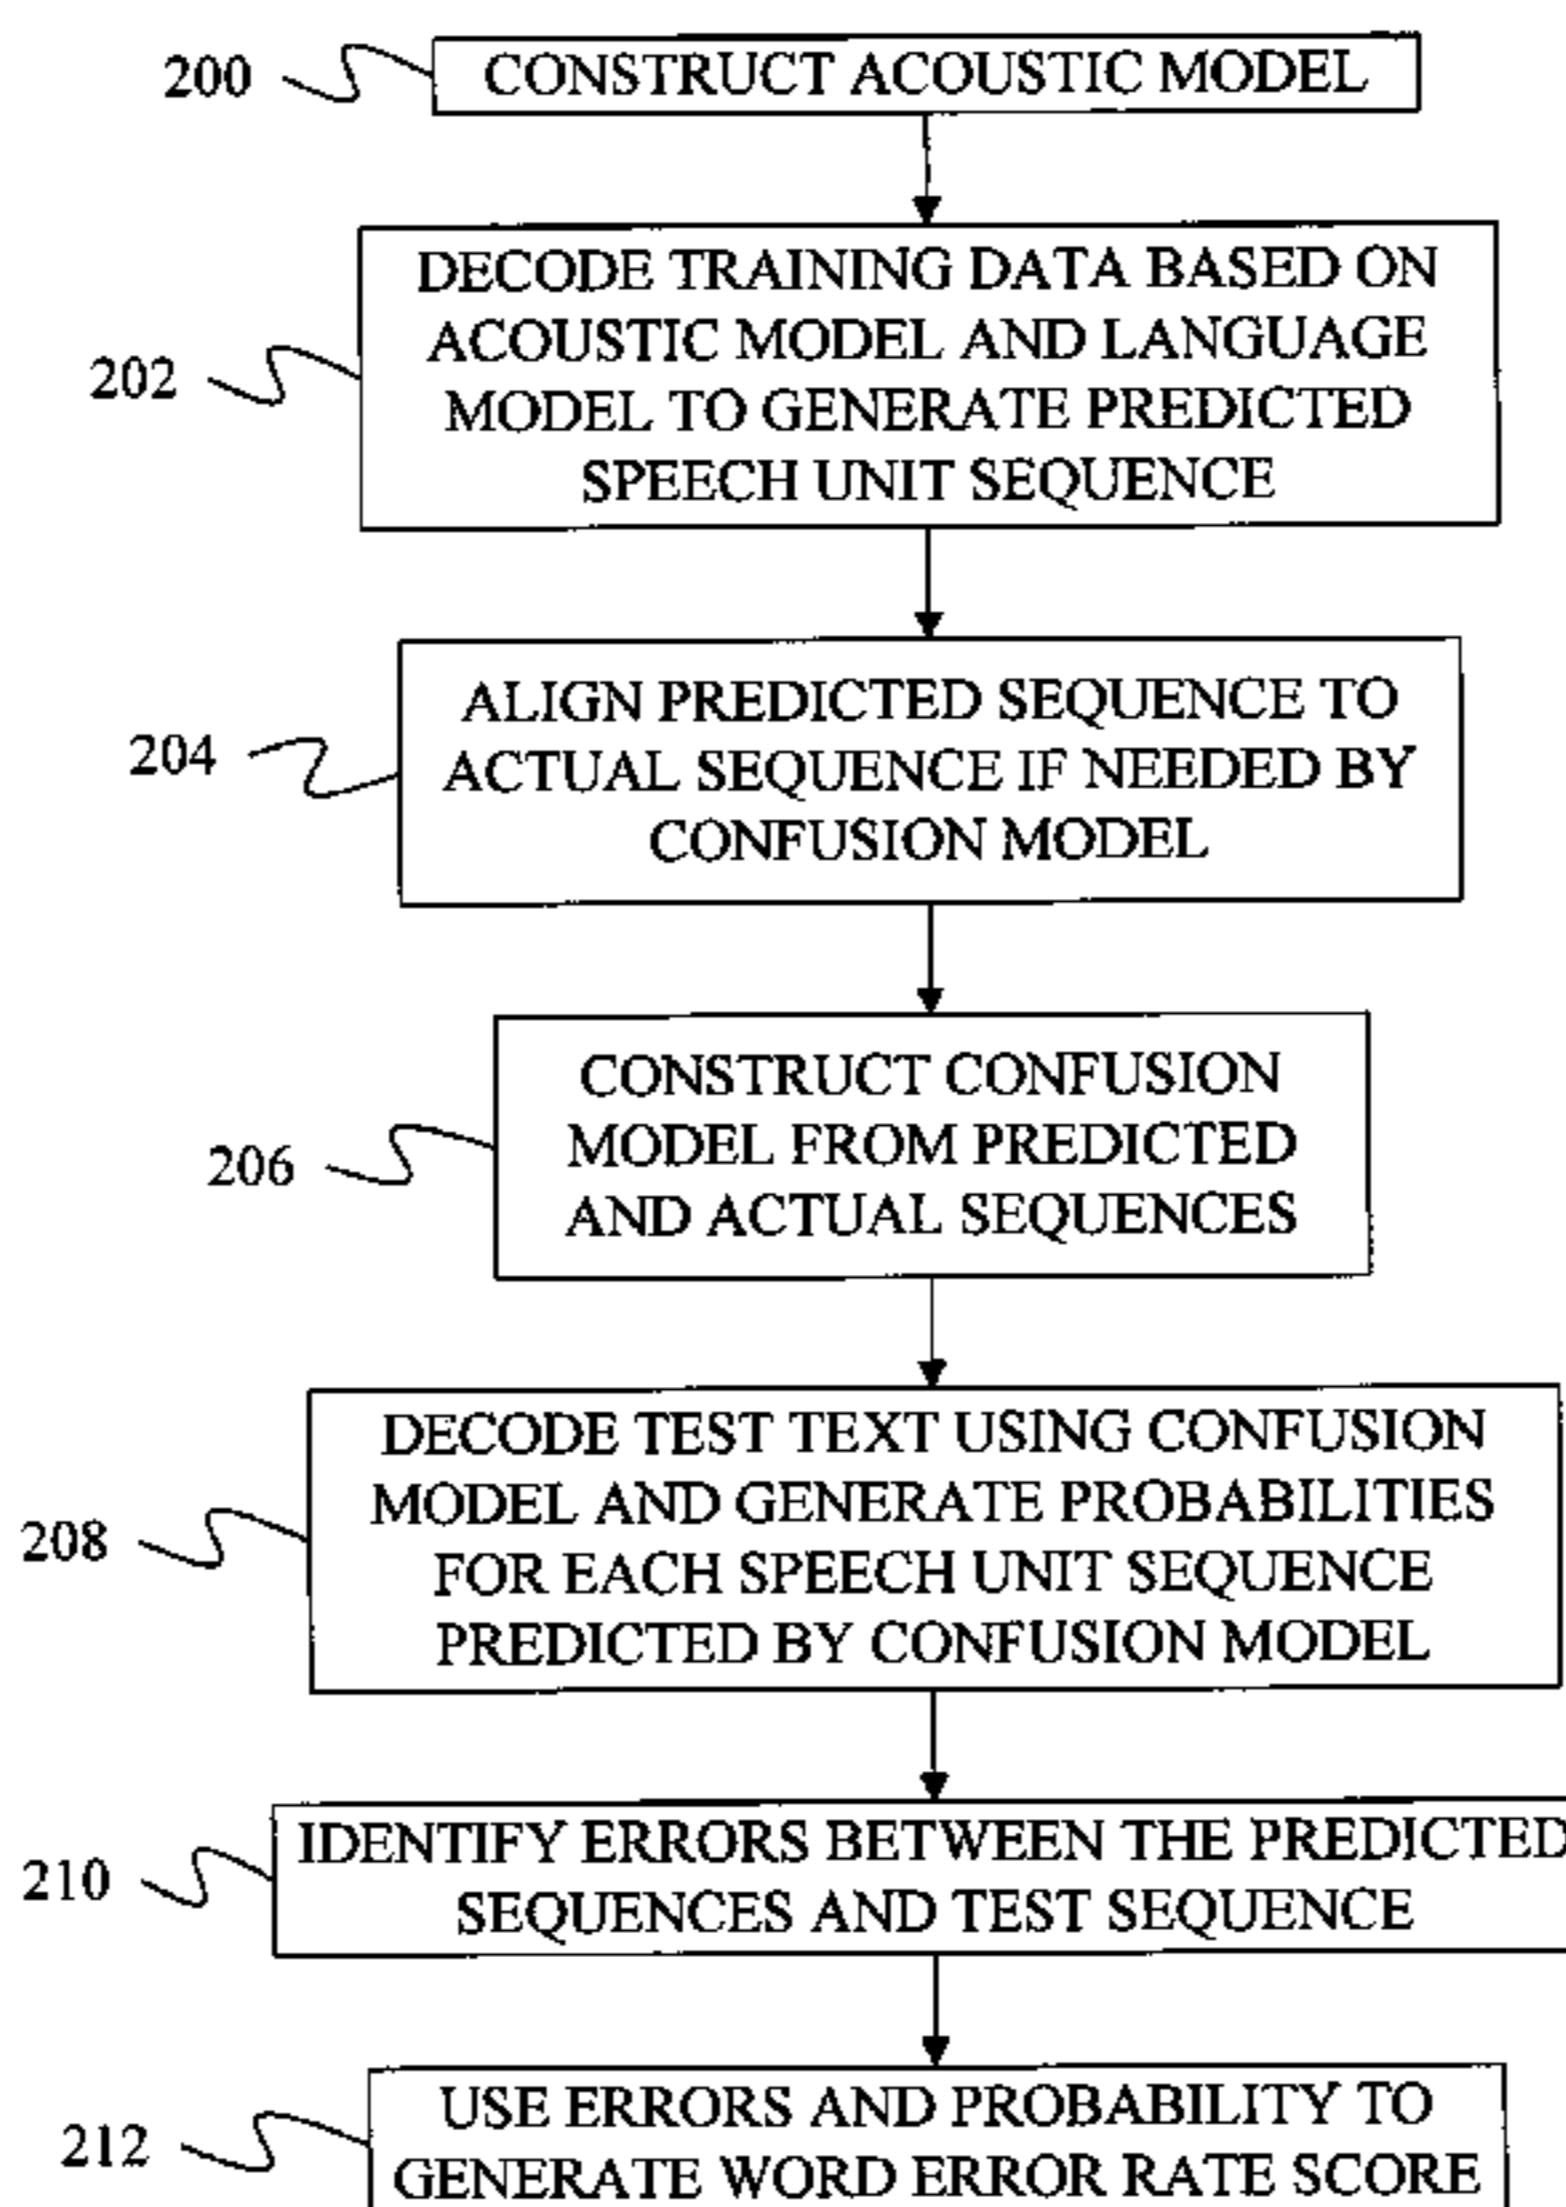 200
CONSTRUCT ACOUSTIC MODEL
202
DECODE TRAINING DATA BASED ON
ACOUSTIC MODEL AND LANGUAGE
MODEL TO GENERATE PREDICTED
SPEECH UNIT SEQUENCE
204
ALIGN PREDICTED SEQUENCE TO
ACTUAL SEQUENCE IF NEEDED BY
CONFUSION MODEL
206
CONSTRUCT CONFUSION
MODEL FROM PREDICTED
AND ACTUAL SEQUENCES
208
DECODE TEST TEXT USING CONFUSION
MODEL AND GENERATE PROBABILITIES
FOR EACH SPEECH UNIT SEQUENCE
PREDICTED BY CONFUSION MODEL
210
IDENTIFY ERRORS BETWEEN THE PREDICTED
SEQUENCES AND TEST SEQUENCE
212
USE ERRORS AND PROBABILITY TO
GENERATE WORD ERROR RATE SCORE